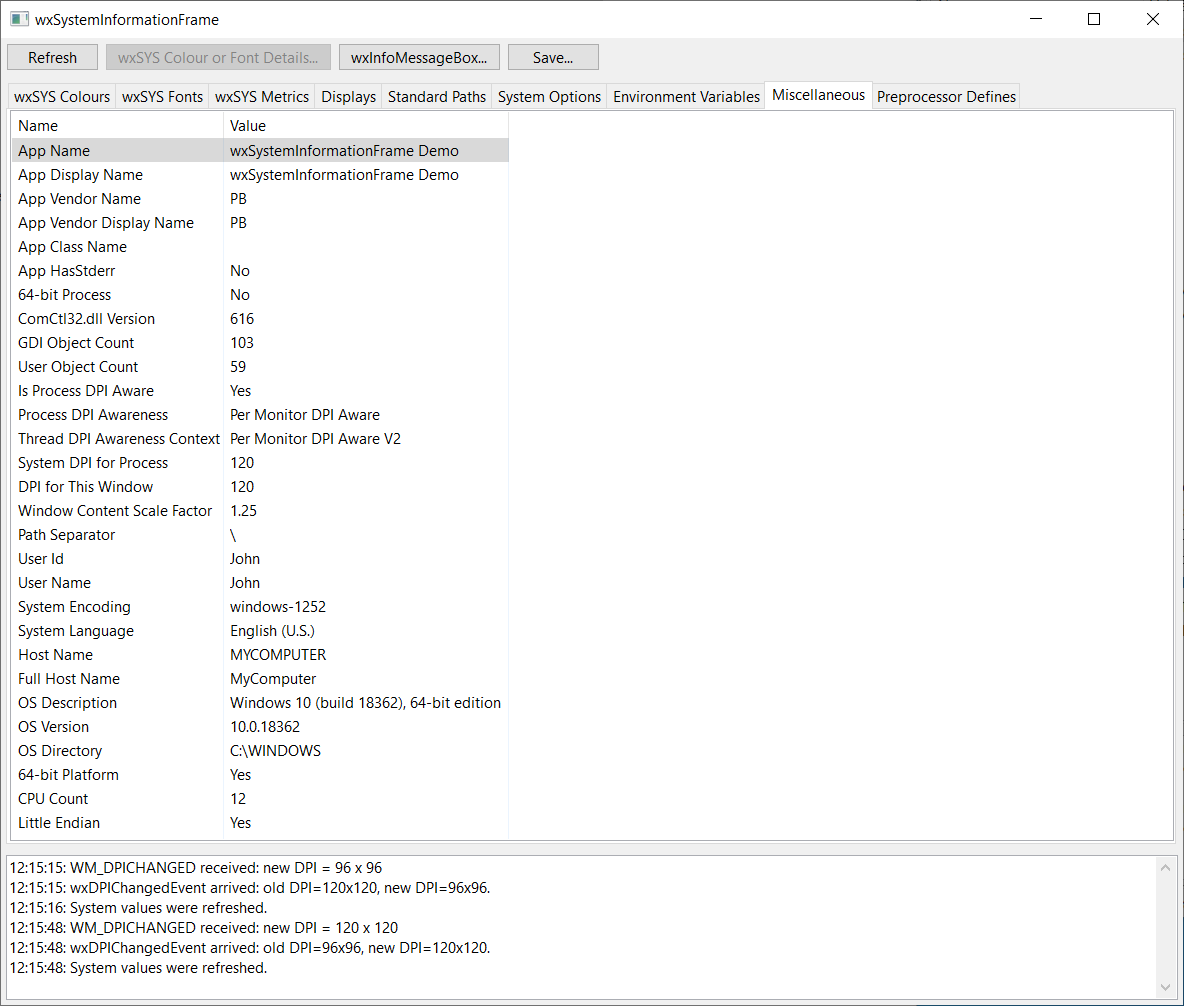 wxSystemInformationFrame
Refresh wxSYS Colour or Font Details... wxInfoMessageBox... Save...
wxSYS Colours wxSYS Fonts wxSYS Metrics Displays Standard Paths System Options Environment Variables Miscellaneous Preprocessor Defines
Name Value
App Name wxSystemInformationFrame Demo
App Display Name wxSystemInformationFrame Demo
App Vendor Name PB
App Vendor Display Name PB
App Class Name
App HasStderr No
64-bit Process No
ComCtl32.dll Version 616
GDI Object Count 103
User Object Count 59
Is Process DPI Aware Yes
Process DPI Awareness Per Monitor DPI Aware
Thread DPI Awareness Context Per Monitor DPI Aware V2
System DPI for Process 120
DPI for This Window 120
Window Content Scale Factor 1.25
Path Separator \
User Id John
User Name John
System Encoding windows-1252
System Language English (U.S.)
Host Name MYCOMPUTER
Full Host Name MyComputer
OS Description Windows 10 (build 18362), 64-bit edition
OS Version 10.0.18362
OS Directory C:\WINDOWS
64-bit Platform Yes
CPU Count 12
Little Endian Yes
12:15:15: WM_DPICHANGED received: new DPI = 96 x 96
12:15:15: wxDPIChangedEvent arrived: old DPI=120x120, new DPI=96x96.
12:15:16: System values were refreshed.
12:15:48: WM_DPICHANGED received: new DPI = 120 x 120
12:15:48: wxDPIChangedEvent arrived: old DPI=96x96, new DPI=120x120.
12:15:48: System values were refreshed.